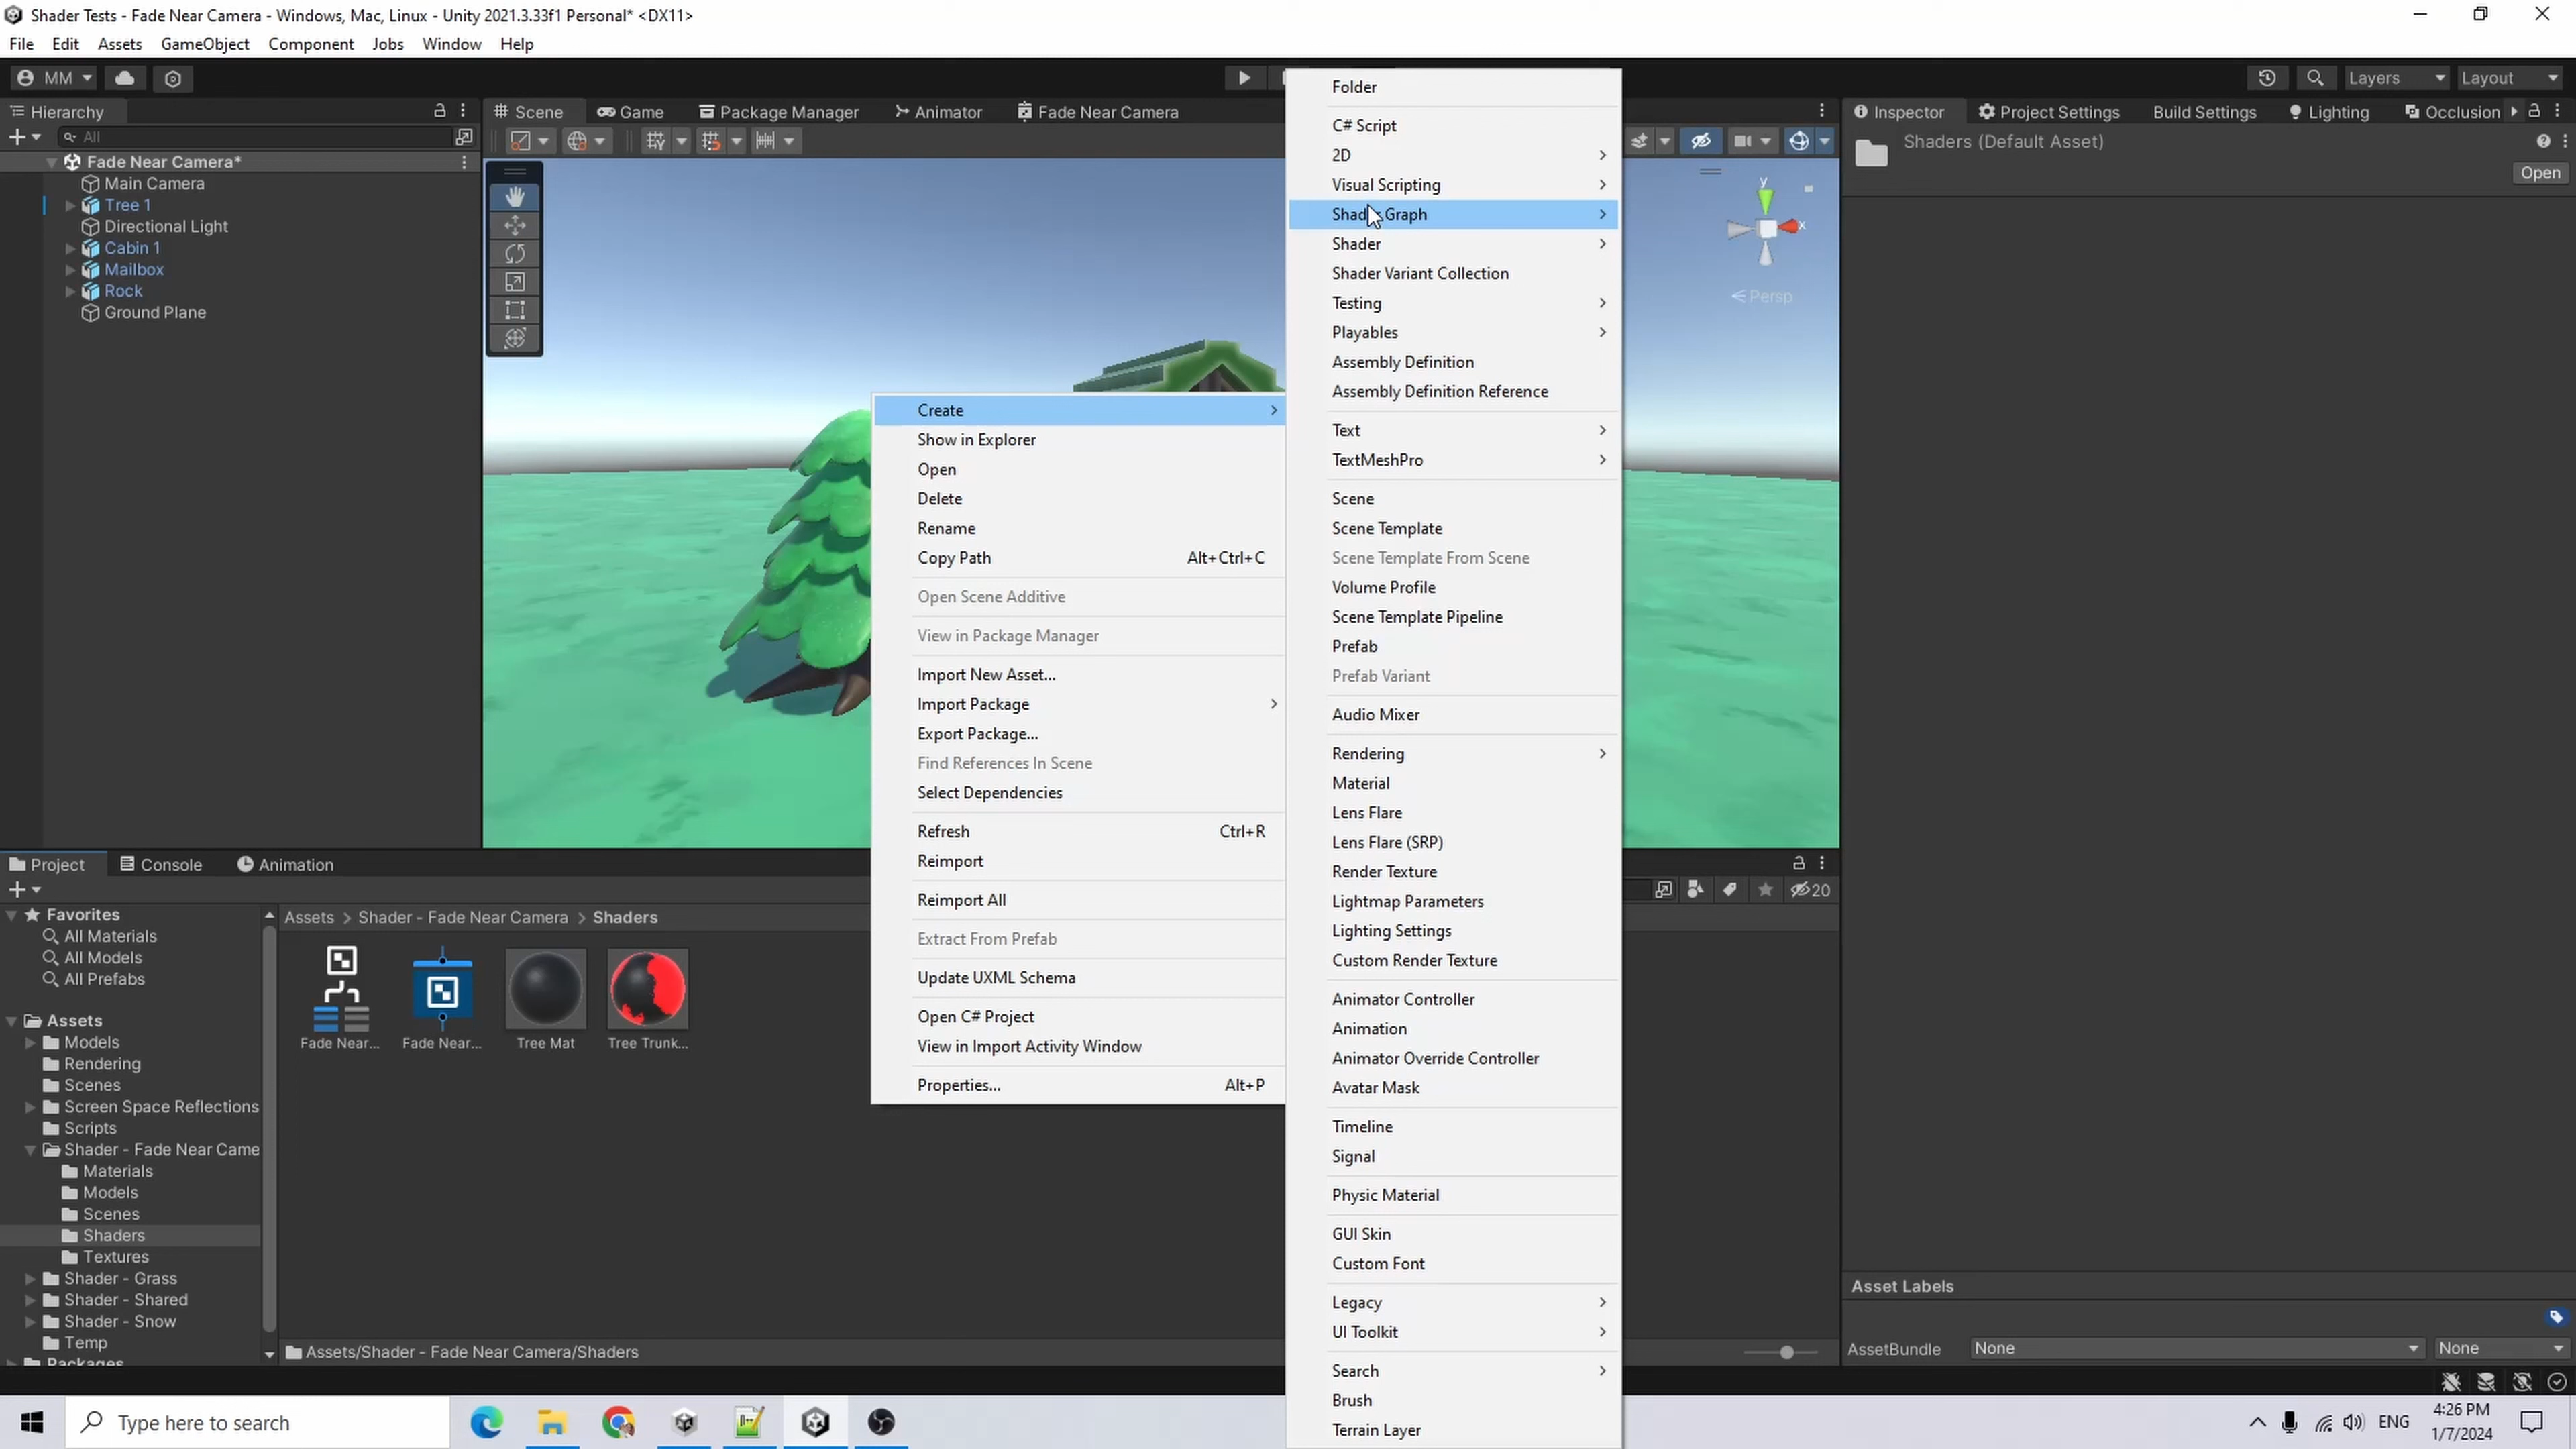 Shader Tests - Fade Near Camera - Windows, Mac, Linux - Unity 2021.3.33f1 Personal* <DX11>
File Edit Assets GameObject Component Jobs Window Help
MM
Layers
Layout
Hierarchy
All
Fade Near Camera*
Main Camera
Tree 1
Directional Light
Cabin 1
Mailbox
Rock
Ground Plane
Scene
Game
Package Manager
Animator
Fade Near Camera
y
x
Persp
Inspector
Project Settings
Build Settings
Lighting
Occlusion
Shaders (Default Asset)
Open
Create
Show in Explorer
Open
Delete
Rename
Copy Path Alt+Ctrl+C
Open Scene Additive
View in Package Manager
Import New Asset...
Import Package
Export Package...
Find References In Scene
Select Dependencies
Refresh Ctrl+R
Reimport
Reimport All
Extract From Prefab
Update UXML Schema
Open C# Project
View in Import Activity Window
Properties... Alt+P
Folder
C# Script
2D
Visual Scripting
Shader Graph
Shader
Shader Variant Collection
Testing
Playables
Assembly Definition
Assembly Definition Reference
Text
TextMeshPro
Scene
Scene Template
Scene Template From Scene
Volume Profile
Scene Template Pipeline
Prefab
Prefab Variant
Audio Mixer
Rendering
Material
Lens Flare
Lens Flare (SRP)
Render Texture
Lightmap Parameters
Lighting Settings
Custom Render Texture
Animator Controller
Animation
Animator Override Controller
Avatar Mask
Timeline
Signal
Physic Material
GUI Skin
Custom Font
Legacy
UI Toolkit
Search
Brush
Terrain Layer
Project
Console
Animation
20
Favorites
All Materials
All Models
All Prefabs
Assets
Models
Rendering
Scenes
Screen Space Reflections
Scripts
Shader - Fade Near Came
Materials
Models
Scenes
Shaders
Textures
Shader - Grass
Shader - Shared
Shader - Snow
Temp
Packages
Assets > Shader - Fade Near Camera > Shaders
Fade Near...
Fade Near...
Tree Mat
Tree Trunk...
Assets/Shader - Fade Near Camera/Shaders
Asset Labels
AssetBundle
None
None
Type here to search
ENG
4:26 PM
1/7/2024